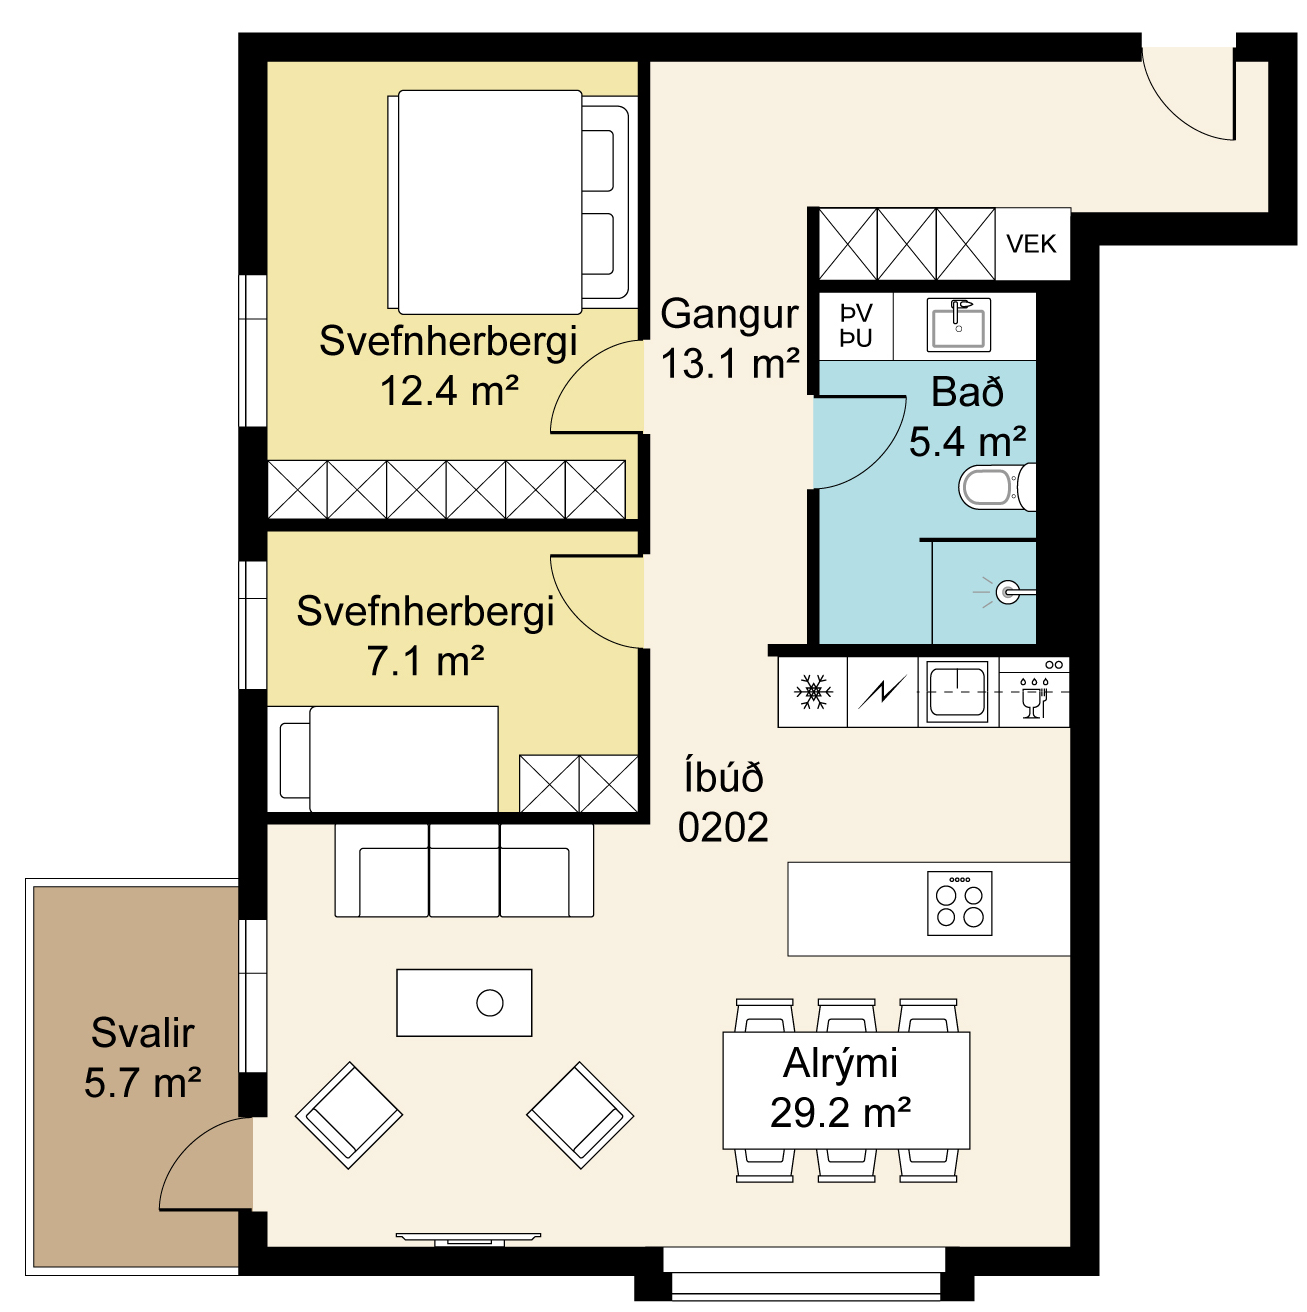 VEK
ÞV
ÞU
Gangur
13.1 m²
Svefnherbergi
12.4 m²
Bað
5.4 m²
Svefnherbergi
7.1 m²
Íbúð
0202
Svalir
5.7 m²
Alrými
29.2 m²